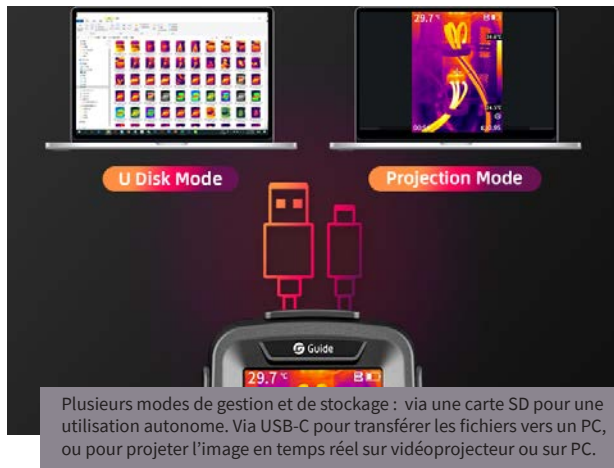 29.7 °C
U Disk Mode
Projection Mode
Guide
29.7 °C
Plusieurs modes de gestion et de stockage : via une carte SD pour une
utilisation autonome. Via USB-C pour transférer les fichiers vers un PC,
ou pour projeter l'image en temps réel sur vidéoprojecteur ou sur PC.